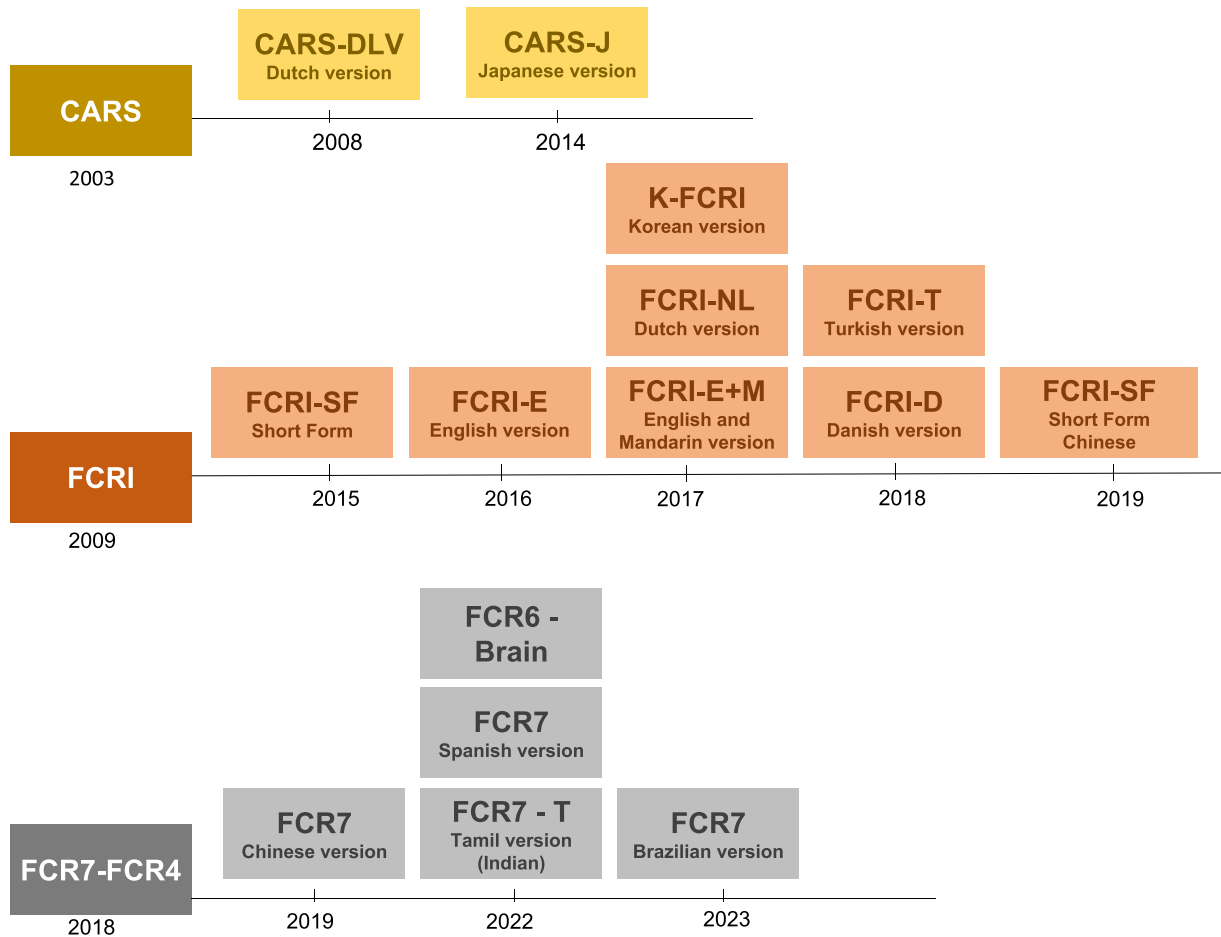 CARS-DLV
Dutch version
CARS-J
Japanese version
CARS
2008
2014
2003
K-FCRI
Korean version
FCRI-NL
Dutch version
FCRI-T
Turkish version
FCRI-SF
Short Form
FCRI-E
English version
FCRI-E+M
English and
Mandarin version
FCRI-D
Danish version
FCRI-SF
Short Form
Chinese
FCRI
2015
2016
2017
2018
2019
2009
FCR6 -
Brain
FCR7
Spanish version
FCR7
Chinese version
FCR7 - T
Tamil version
(Indian)
FCR7
Brazilian version
FCR7-FCR4
2019
2022
2023
2018